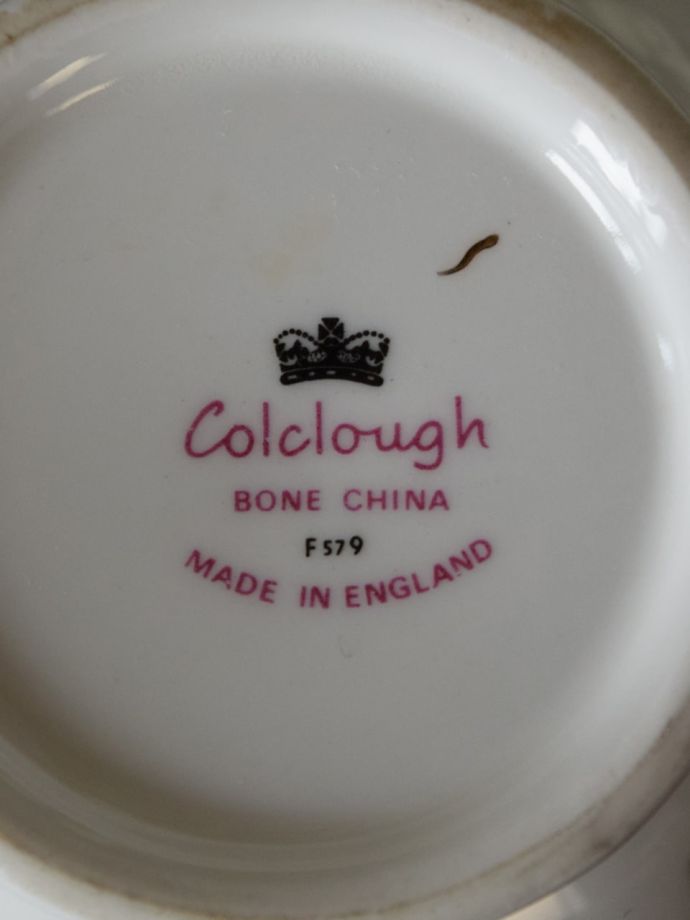 Colclough
BONE CHINA
F579
MADE IN ENGLAND